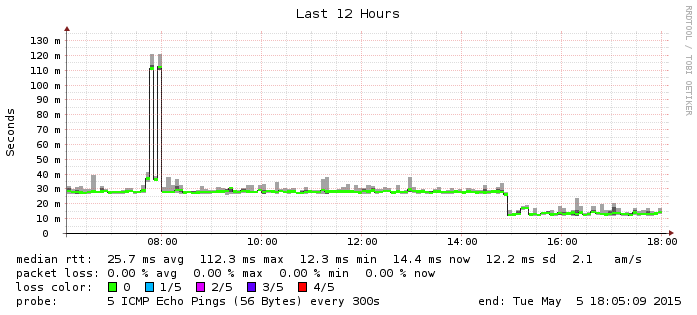 Last 12 Hours
RRDTOOL / TOBI OETIKER
Seconds
130 m
120 m
110 m
100 m
90 m
80 m
70 m
60 m
50 m
40 m
30 m
20 m
10 m
0
08:00 10:00 12:00 14:00 16:00 18:00
median rtt: 25.7 ms avg 112.3 ms max 12.3 ms min 14.4 ms now 12.2 ms sd 2.1 am/s
packet loss: 0.00 % avg 0.00 % max 0.00 % min 0.00 % now
loss color: 0 1/5 2/5 3/5 4/5
probe: 5 ICMP Echo Pings (56 Bytes) every 300s end: Tue May 5 18:05:09 2015